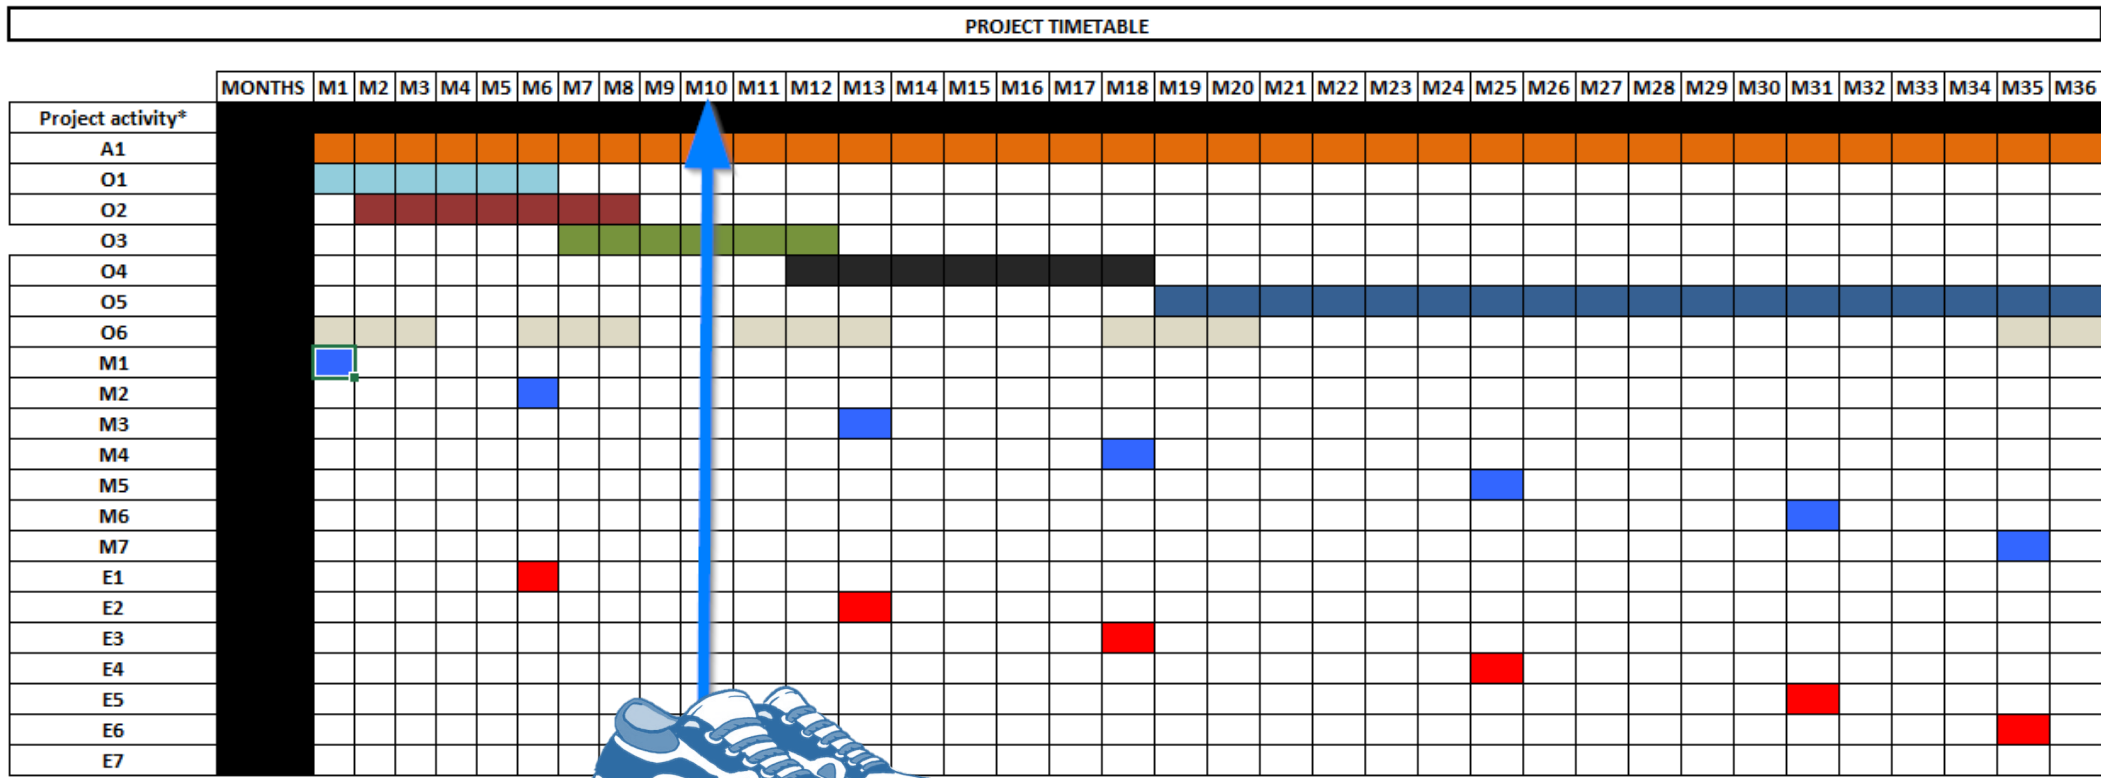 PROJECT TIMETABLE
MONTHS M1 M2 M3 M4 M5 M6 M7 M8 M9 M10 M11 M12 M13 M14 M15 M16 M17 M18 M19 M20 M21 M22 M23 M24 M25 M26 M27 M28 M29 M30 M31 M32 M33 M34 M35 M36
Project activity*
A1
O1
O2
O3
O4
O5
O6
M1
M2
M3
M4
M5
M6
M7
E1
E2
E3
E4
E5
E6
E7